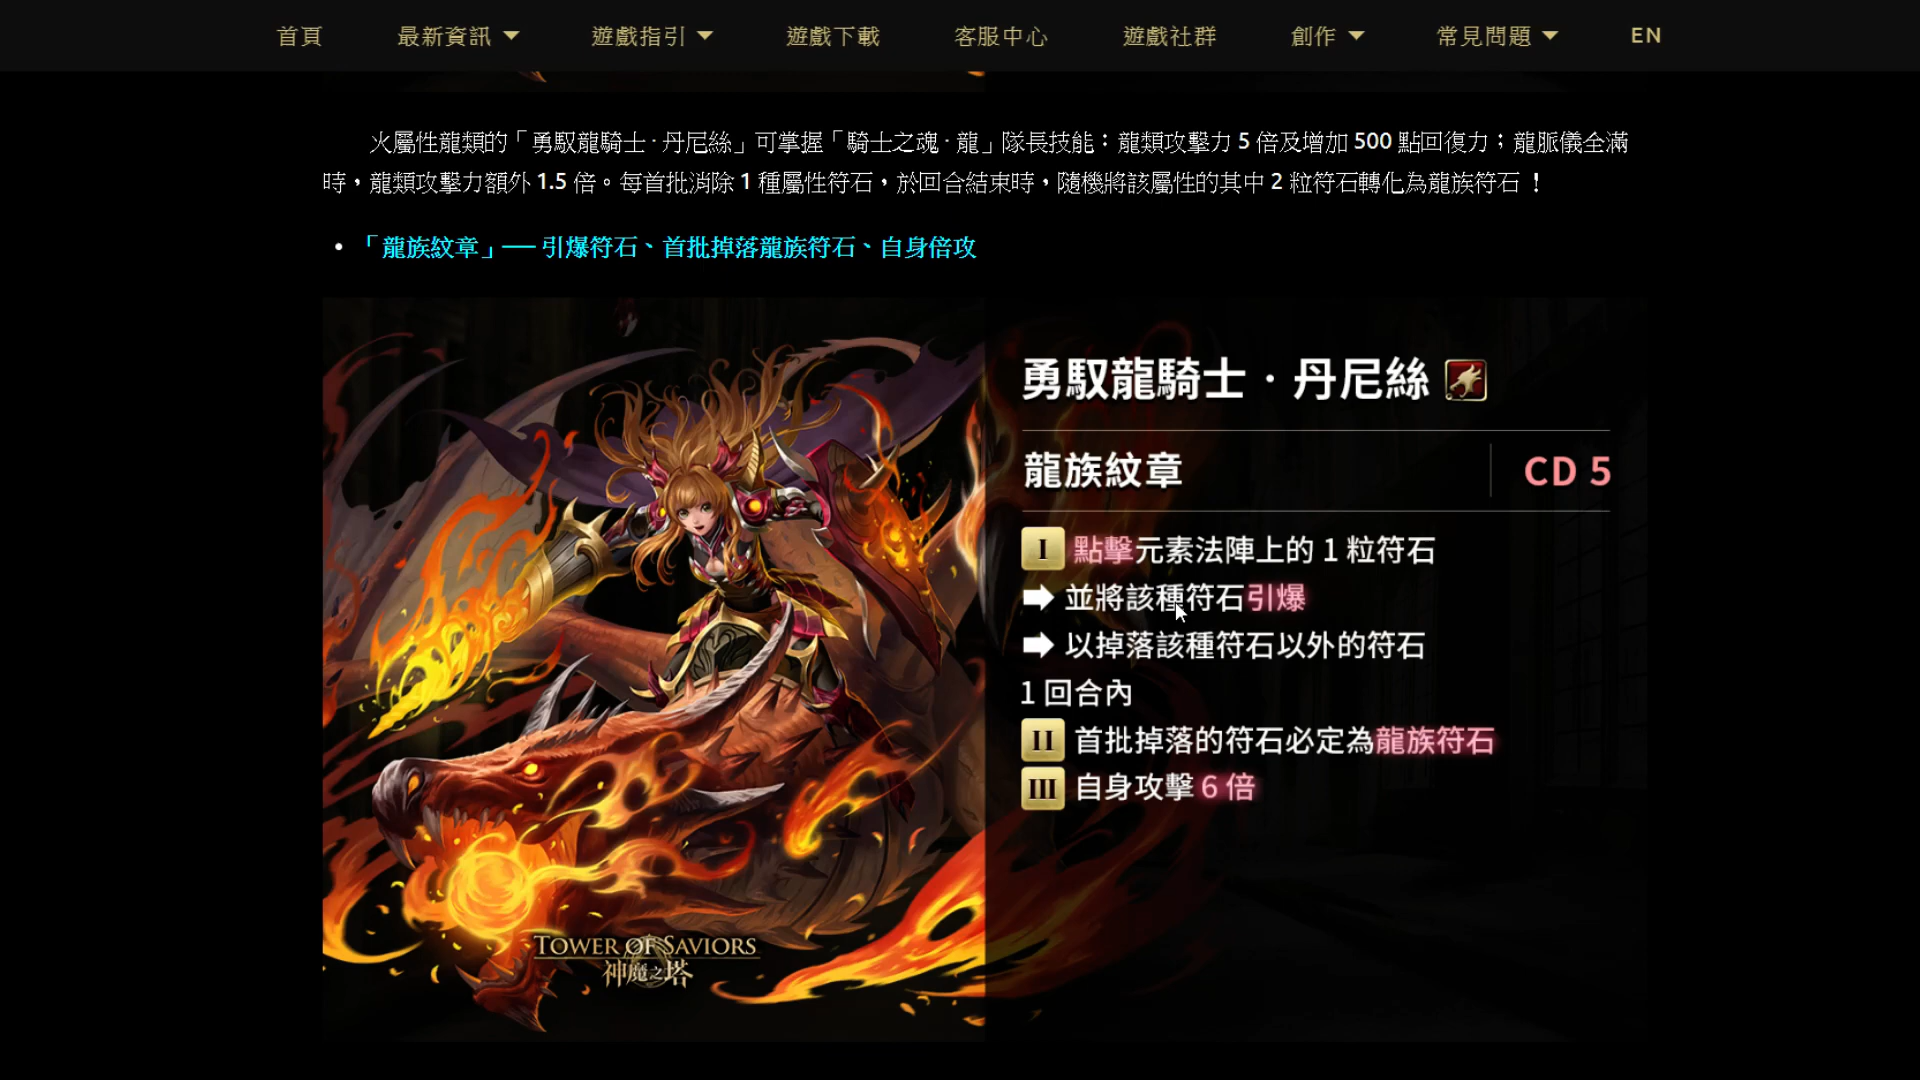 首頁 最新資訊 遊戲指引 遊戲下載 客服中心 遊戲社群 創作 常見問題 EN
火屬性龍類的「勇馭龍騎士 · 丹尼絲」可掌握「騎士之魂 · 龍」隊長技能：龍類攻擊力 5 倍及增加 500 點回復力；龍脈儀全滿
時，龍類攻擊力額外 1.5 倍。每首批消除 1 種屬性符石，於回合結束時，隨機將該屬性的其中 2 粒符石轉化為龍族符石 ！
• 「龍族紋章」── 引爆符石、首批掉落龍族符石、自身倍攻
勇馭龍騎士 · 丹尼絲
龍族紋章 CD 5
I 點擊元素法陣上的 1 粒符石
➡ 並將該種符石引爆
➡ 以掉落該種符石以外的符石
1 回合內
II 首批掉落的符石必定為龍族符石
III 自身攻擊 6 倍
TOWER OF SAVIORS
神魔之塔